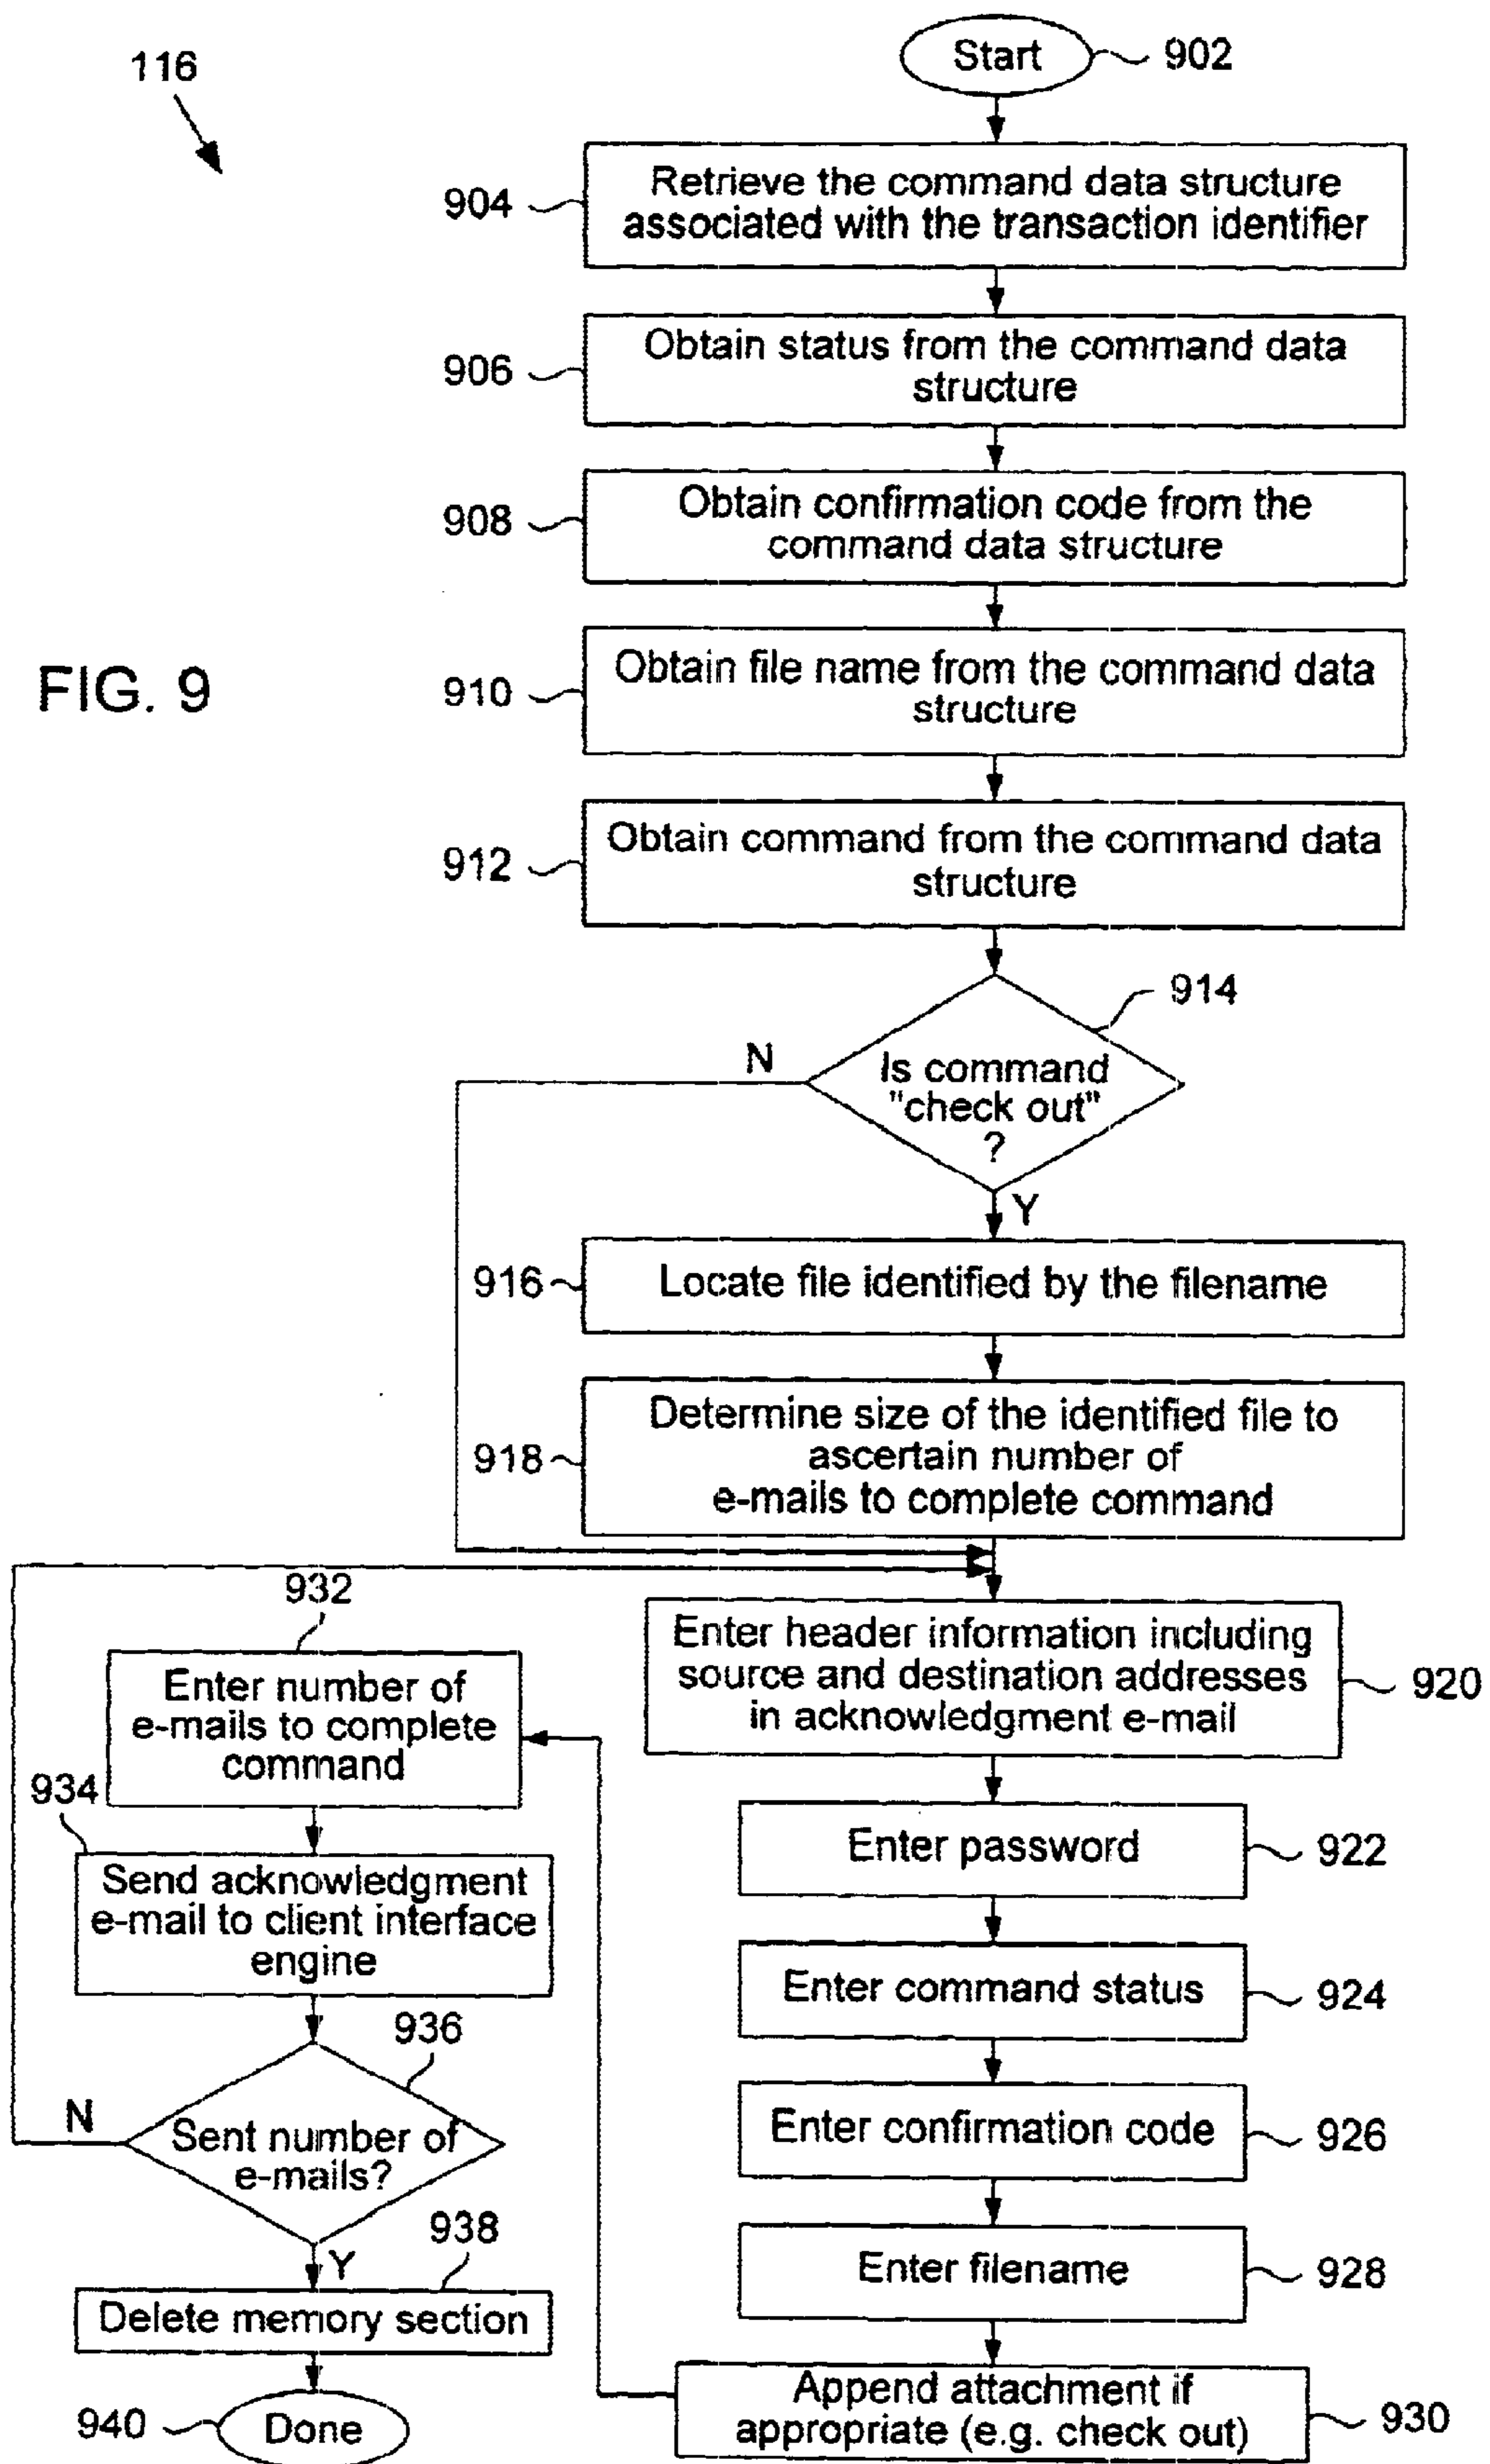 116
Start
902
904
Retrieve the command data structure
associated with the transaction identifier
906
Obtain status from the command data
structure
908
Obtain confirmation code from the
command data structure
FIG. 9
910
Obtain file name from the command data
structure
912
Obtain command from the command data
structure
914
Is command
"check out"
?
N
Y
916
Locate file identified by the filename
918
Determine size of the identified file to
ascertain number of
e-mails to complete command
920
Enter header information including
source and destination addresses
in acknowledgment e-mail
922
Enter password
924
Enter command status
926
Enter confirmation code
928
Enter filename
930
Append attachment if
appropriate (e.g. check out)
932
Enter number of
e-mails to complete
command
934
Send acknowledgment
e-mail to client interface
engine
936
Sent number of
e-mails?
N
Y
938
Delete memory section
940
Done